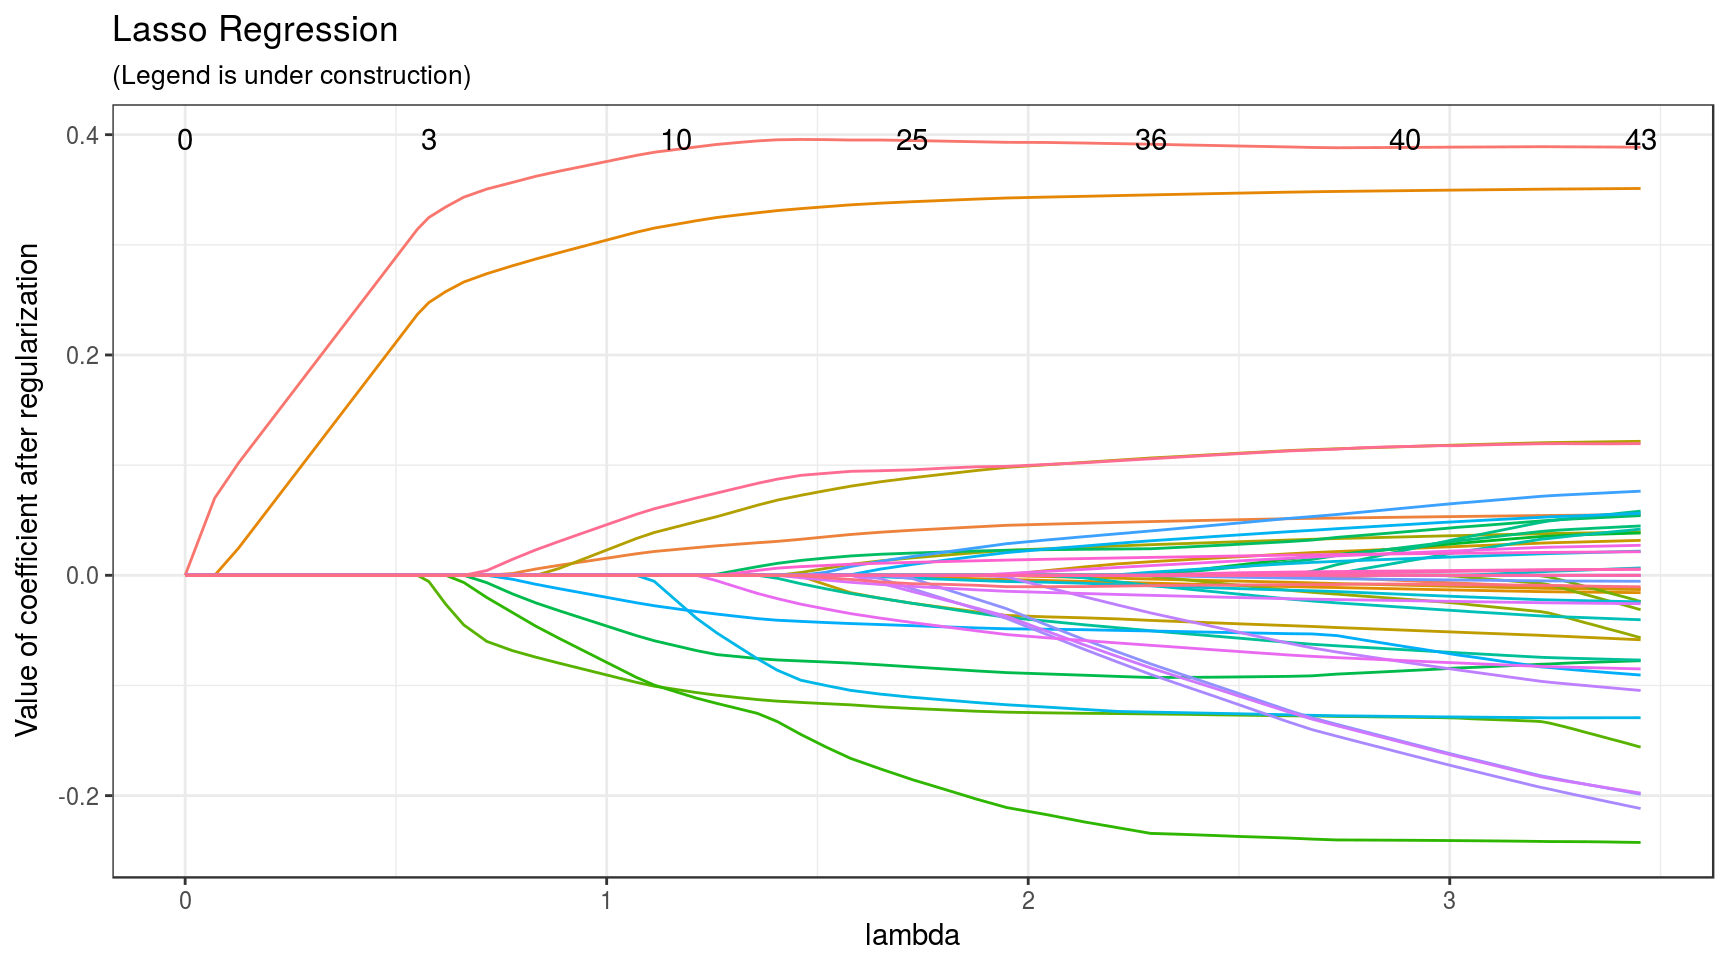 Lasso Regression
(Legend is under construction)
0 3 10 25 36 40 43
0.4
0.2
0.0
-0.2
Value of coefficient after regularization
0 1 2 3
lambda